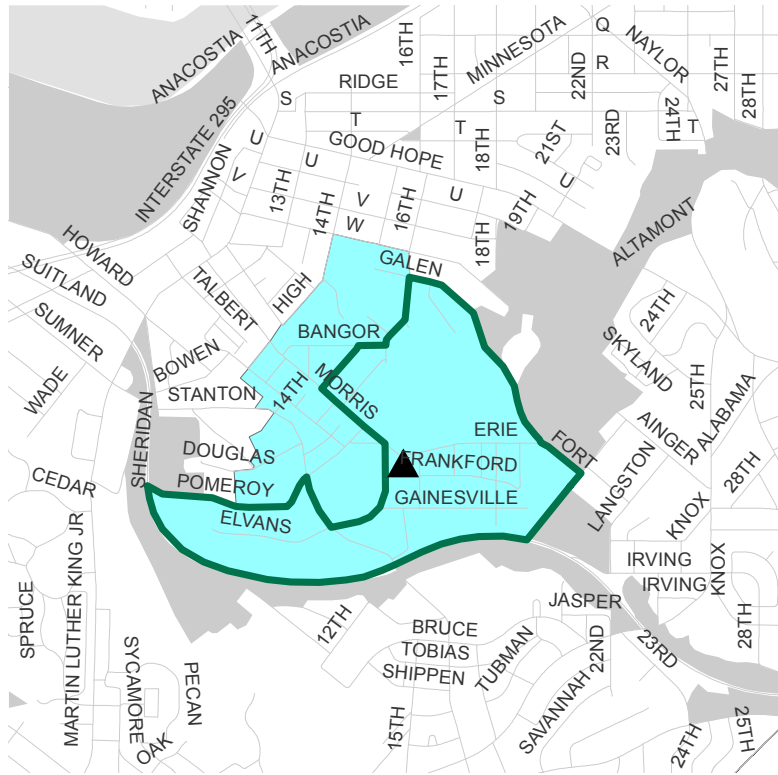 11TH
ANACOSTIA
ANACOSTIA
16TH
MINNESOTA
Q
NAYLOR
R
RIDGE
17TH
22ND
27TH
28TH
S
S
24TH
T
T
T
INTERSTATE 295
U
GOOD HOPE
18TH
21ST
23RD
SHANNON
V
U
13TH
14TH
V
W
16TH
U
19TH
U
18TH
ALTAMONT
HOWARD
SUITLAND
GALEN
TALBERT
HIGH
SUMNER
BANGOR
24TH
SKYLAND
WADE
BOWEN
STANTON
14TH
MORRIS
25TH
ALABAMA
AINGER
SHERIDAN
DOUGLAS
ERIE
FORT
FRANKFORD
CEDAR
POMEROY
GAINESVILLE
LANGSTON
28TH
KNOX
ELVANS
MARTIN LUTHER KING JR
IRVING
IRVING
KNOX
SPRUCE
12TH
JASPER
BRUCE
TOBIAS
SHIPPEN
TUBMAN
22ND
23RD
28TH
SYCAMORE
PECAN
SAVANNAH
OAK
15TH
24TH
25TH